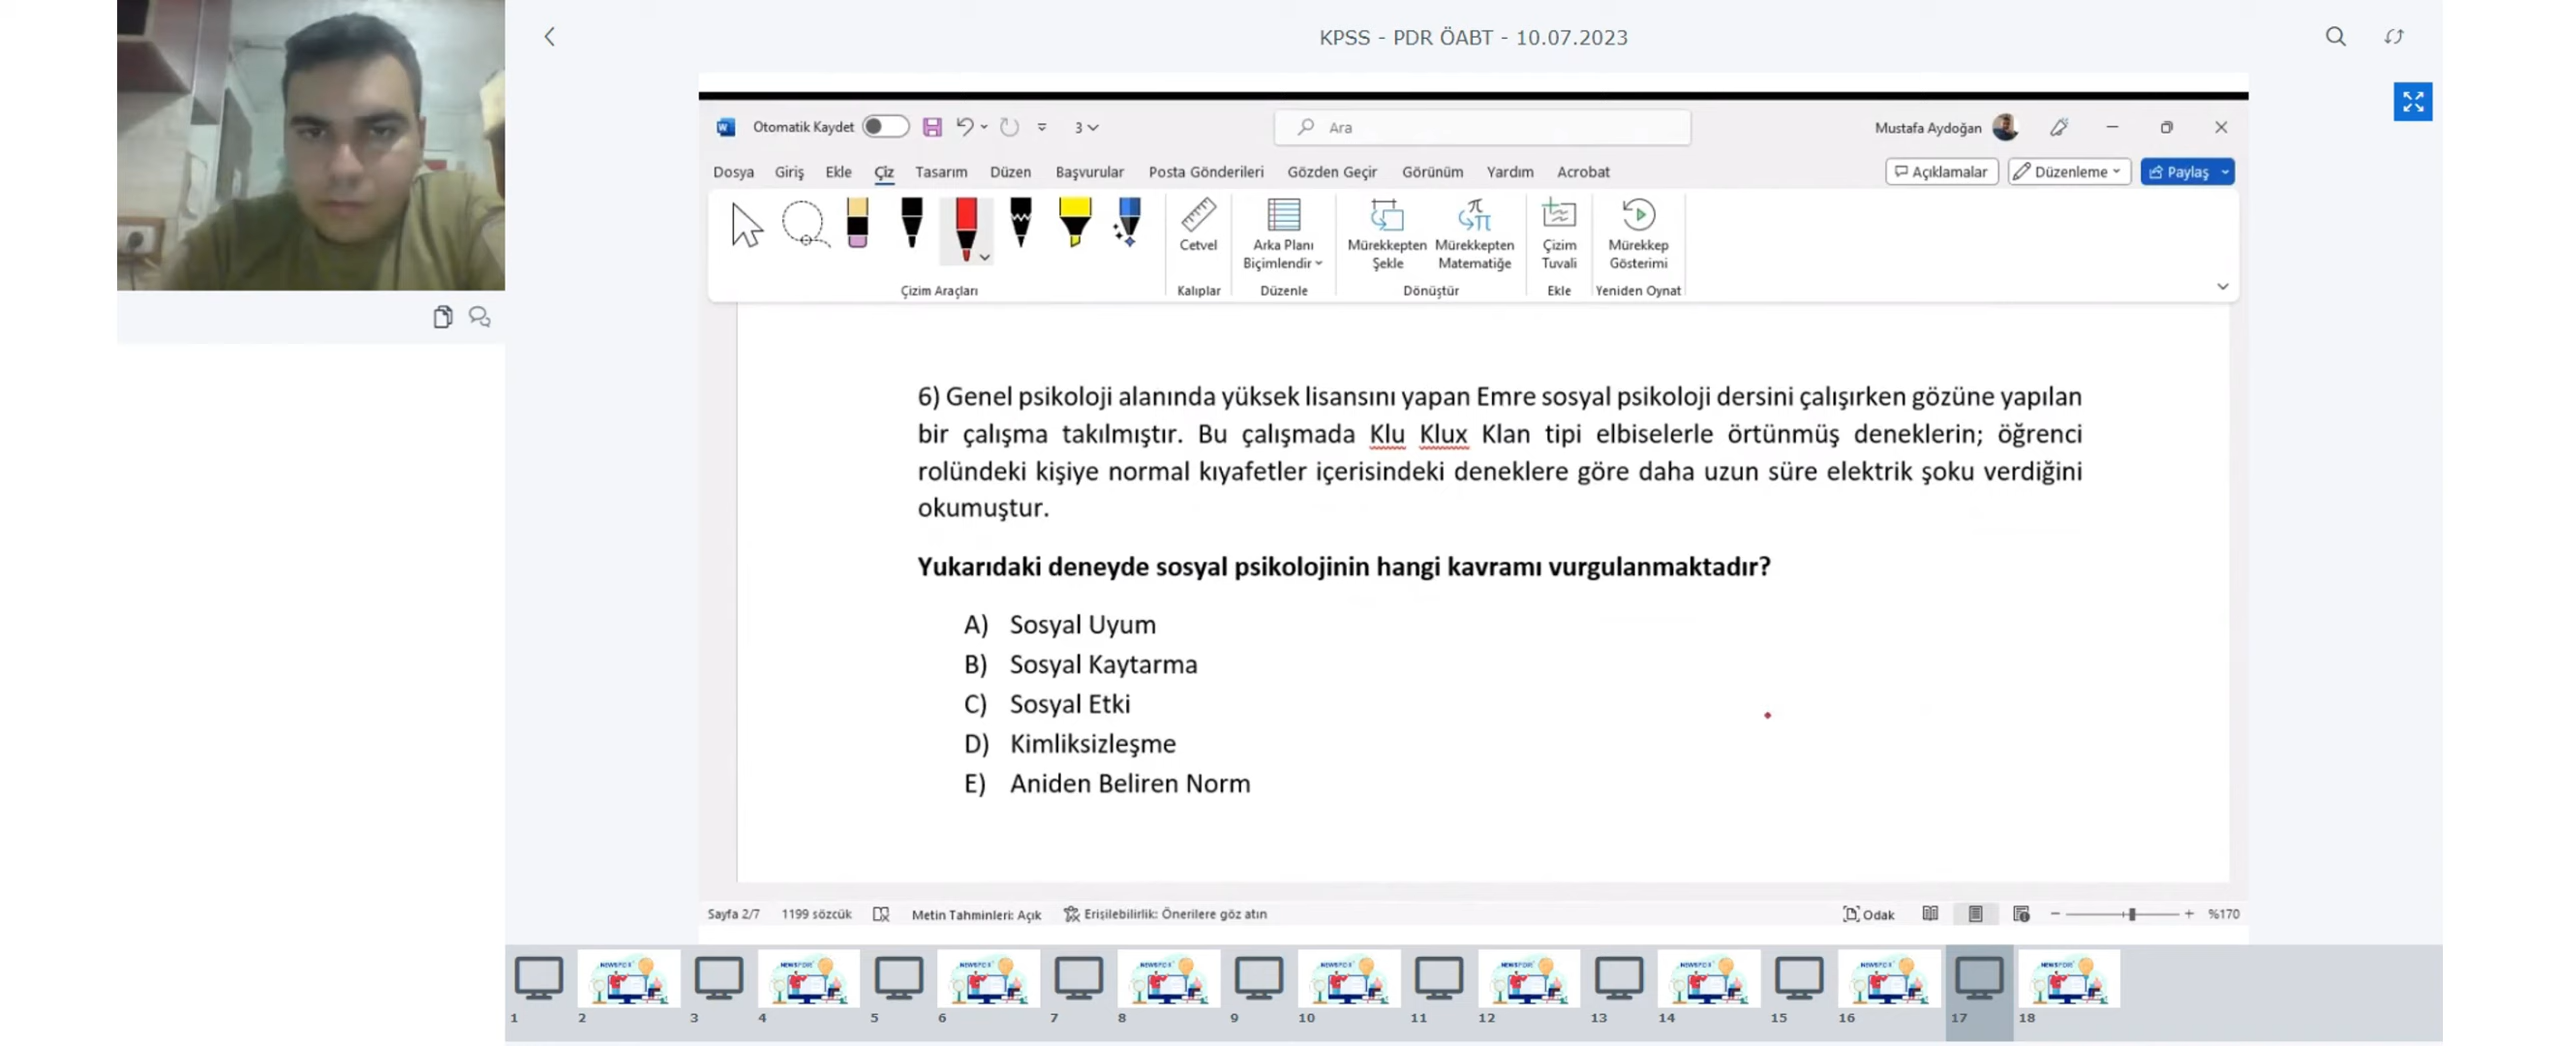 KPSS - PDR ÖABT - 10.07.2023
Otomatik Kaydet
3
Ara
Mustafa Aydoğan
Dosya Giriş Ekle Çiz Tasarım Düzen Başvurular Posta Gönderileri Gözden Geçir Görünüm Yardım Acrobat
Açıklamalar Düzenleme Paylaş
Cetvel
Arka Planı Biçimlendir
Mürekkepten Şekle
Mürekkepten Matematiğe
Çizim Tuvali
Mürekkep Gösterimi
Çizim Araçları Kalıplar Düzenle Dönüştür Ekle Yeniden Oynat
6) Genel psikoloji alanında yüksek lisansını yapan Emre sosyal psikoloji dersini çalışırken gözüne yapılan
bir çalışma takılmıştır. Bu çalışmada Klu Klux Klan tipi elbiselerle örtünmüş deneklerin; öğrenci
rolündeki kişiye normal kıyafetler içerisindeki deneklere göre daha uzun süre elektrik şoku verdiğini
okumuştur.
Yukarıdaki deneyde sosyal psikolojinin hangi kavramı vurgulanmaktadır?
A) Sosyal Uyum
B) Sosyal Kaytarma
C) Sosyal Etki
D) Kimliksizleşme
E) Aniden Beliren Norm
Sayfa 2/7 1199 sözcük Metin Tahminleri: Açık Erişilebilirlik: Önerilere göz atın Odak %170
1 2 3 4 5 6 7 8 9 10 11 12 13 14 15 16 17 18